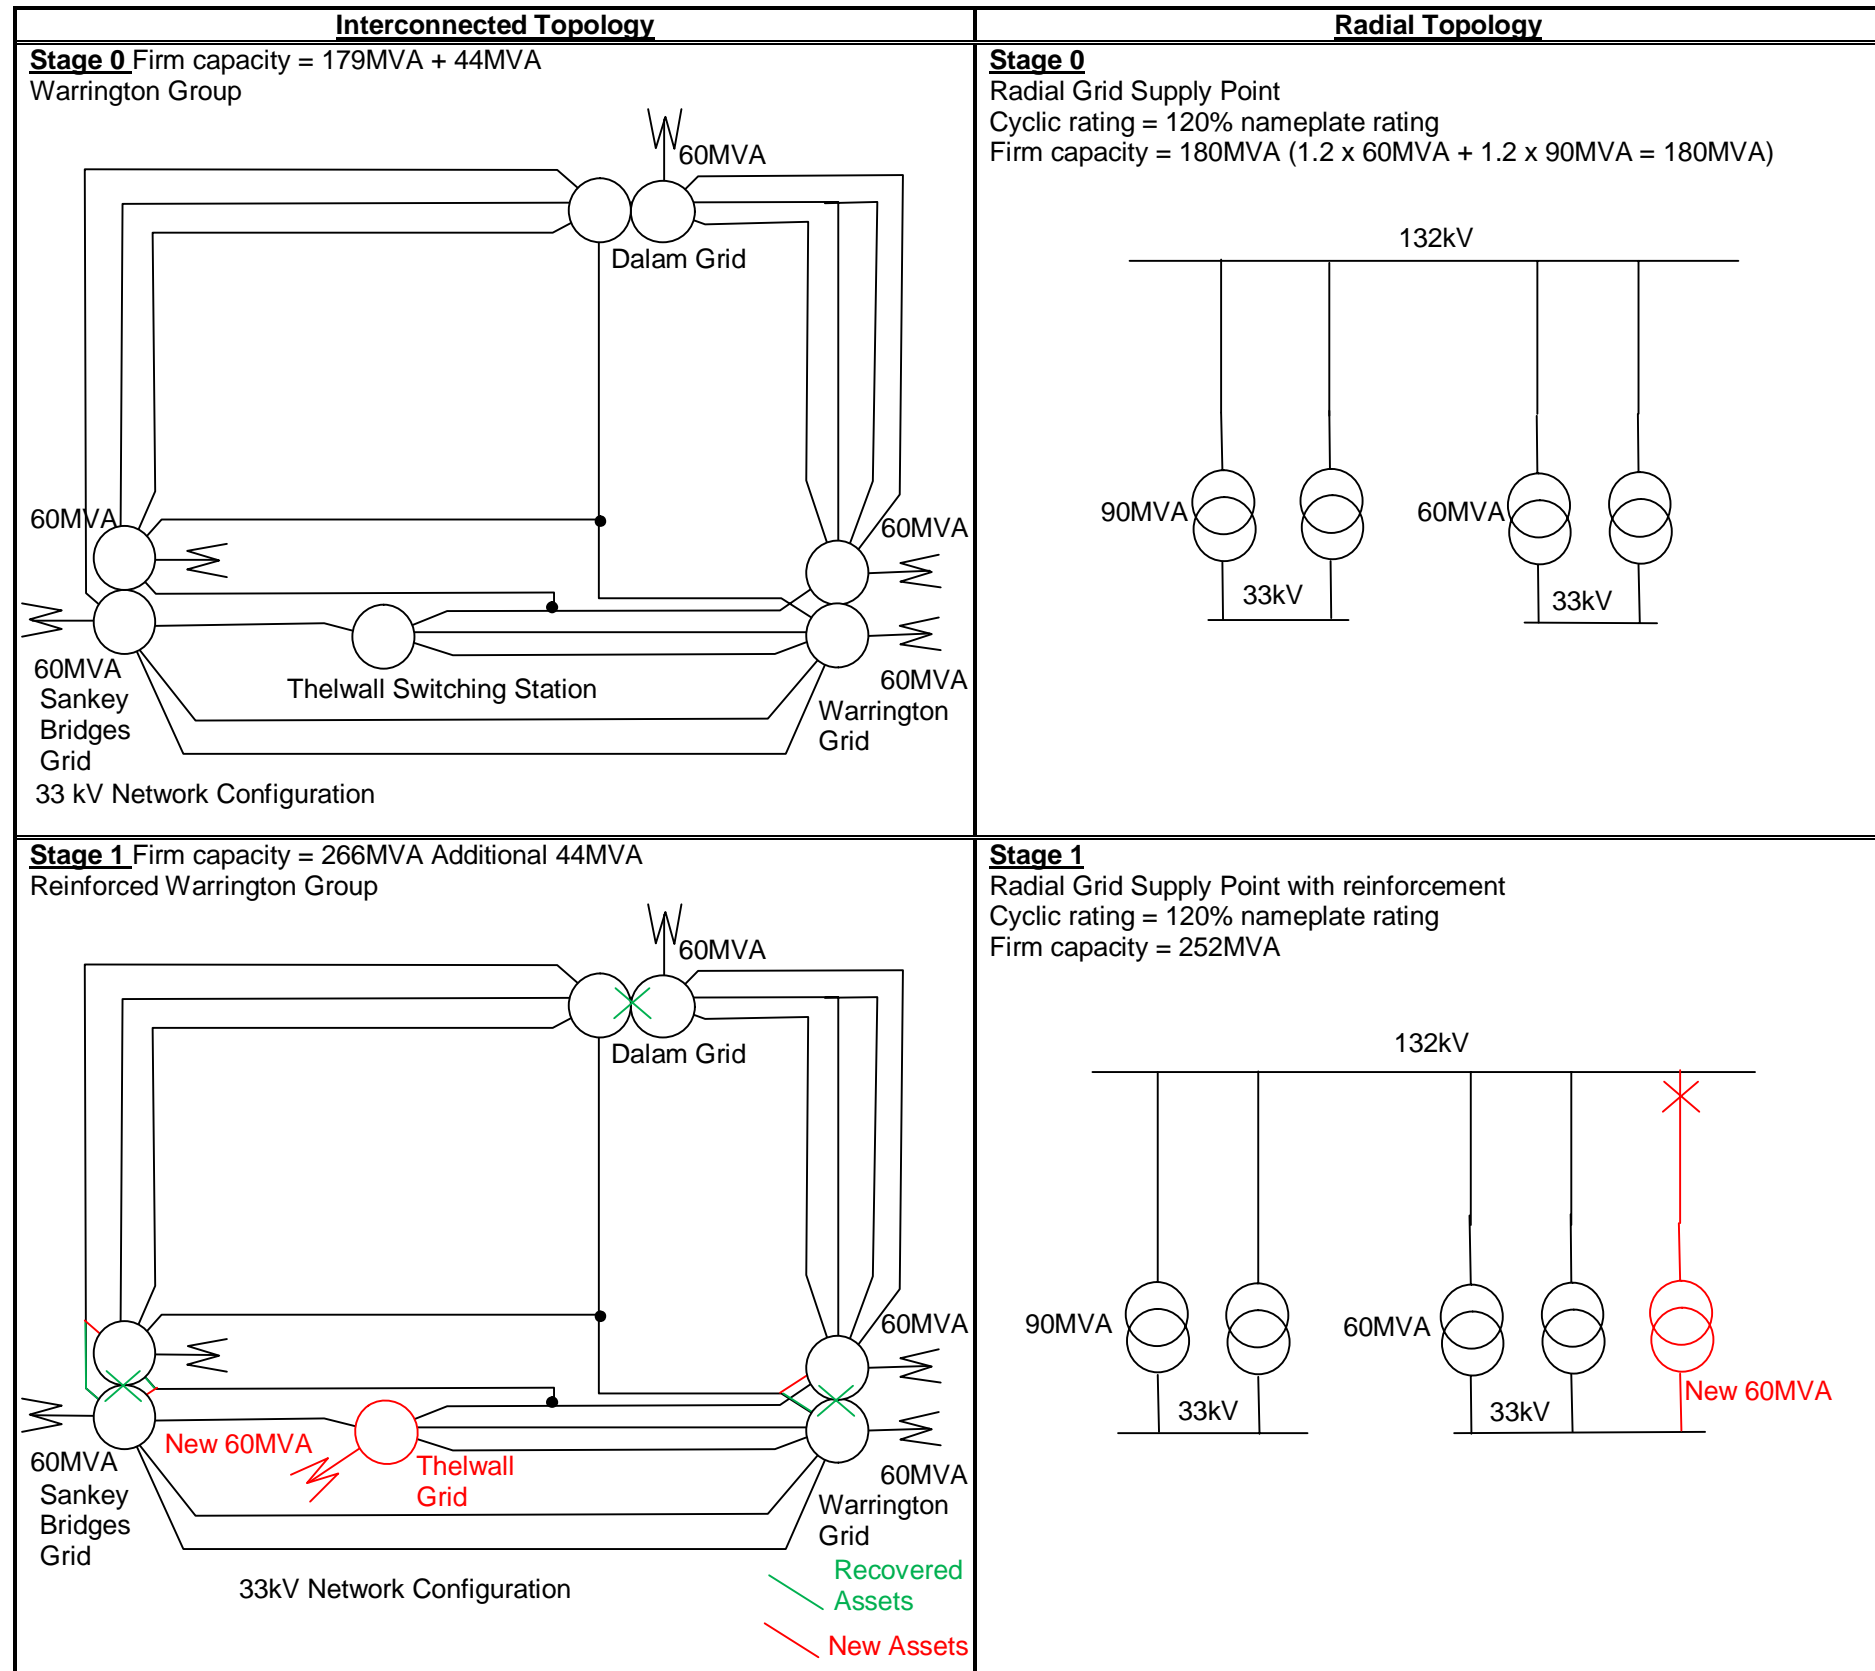 Interconnected Topology
Radial Topology
Stage 0 Firm capacity = 179MVA + 44MVA
Warrington Group
60MVA
Dalam Grid
60MVA
60MVA
60MVA
Sankey
Bridges
Grid
Thelwall Switching Station
60MVA
Warrington
Grid
33 kV Network Configuration
Stage 0
Radial Grid Supply Point
Cyclic rating = 120% nameplate rating
Firm capacity = 180MVA (1.2 x 60MVA + 1.2 x 90MVA = 180MVA)
132kV
90MVA
60MVA
33kV
33kV
Stage 1 Firm capacity = 266MVA Additional 44MVA
Reinforced Warrington Group
60MVA
Dalam Grid
60MVA
New 60MVA
Thelwall
Grid
60MVA
Sankey
Bridges
Grid
60MVA
Warrington
Grid
33kV Network Configuration
Recovered
Assets
New Assets
Stage 1
Radial Grid Supply Point with reinforcement
Cyclic rating = 120% nameplate rating
Firm capacity = 252MVA
132kV
90MVA
60MVA
New 60MVA
33kV
33kV